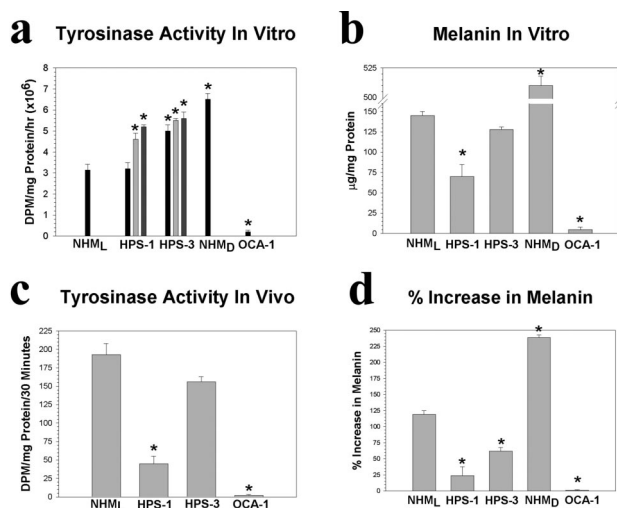 a Tyrosinase Activity In Vitro
DPM/mg Protein/hr (x10⁶)
8
7
6
5
4
3
2
1
0
* * * * * * *
NHML HPS-1 HPS-3 NHMD OCA-1
b Melanin In Vitro
µg/mg Protein
525
500
150
125
100
75
50
25
0
* * *
NHML HPS-1 HPS-3 NHMD OCA-1
c Tyrosinase Activity In Vivo
DPM/mg Protein/30 Minutes
225
200
175
150
125
100
75
50
25
0
* *
NHML HPS-1 HPS-3 OCA-1
d % Increase in Melanin
% Increase in Melanin
250
225
200
175
150
125
100
75
50
25
0
* * * *
NHML HPS-1 HPS-3 NHMD OCA-1